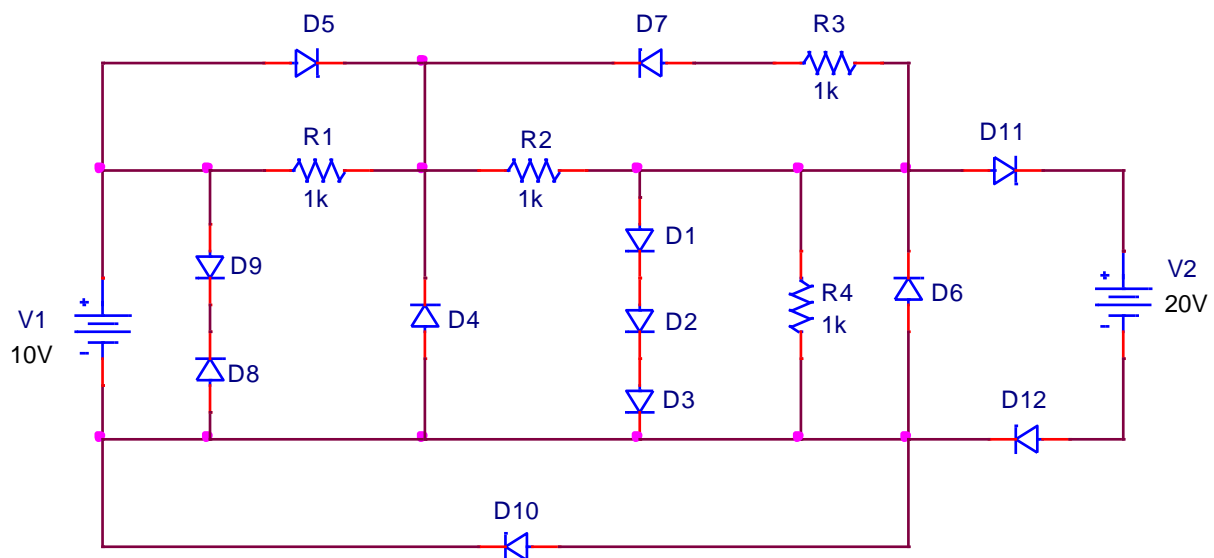 D5
D7
R3
1k
D11
R1
1k
R2
1k
D1
D9
V1
10V
+
-
D8
D4
D2
R4
1k
D6
+
-
V2
20V
D3
D12
D10